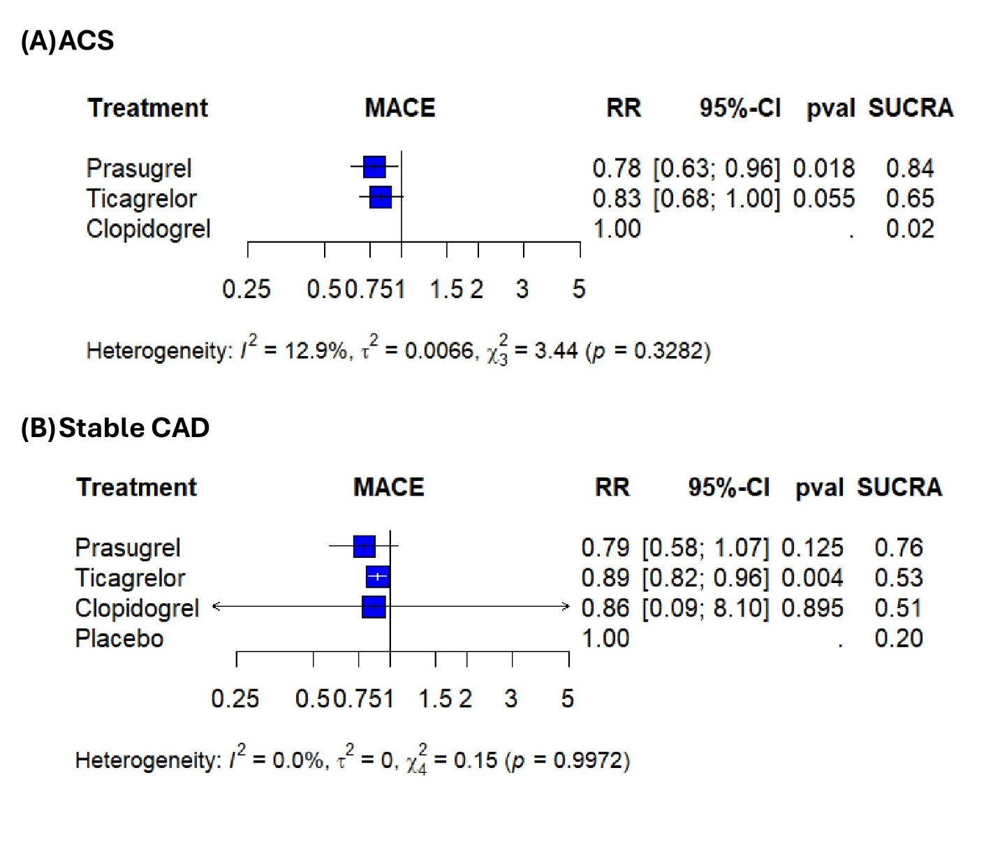 (A) ACS
Treatment MACE RR 95%-CI pval SUCRA
Prasugrel 0.78 [0.63; 0.96] 0.018 0.84
Ticagrelor 0.83 [0.68; 1.00] 0.055 0.65
Clopidogrel 1.00 . 0.02
0.25 0.5 0.75 1 1.5 2 3 5
Heterogeneity: I² = 12.9%, τ² = 0.0066, χ²₃ = 3.44 (p = 0.3282)
(B) Stable CAD
Treatment MACE RR 95%-CI pval SUCRA
Prasugrel 0.79 [0.58; 1.07] 0.125 0.76
Ticagrelor 0.89 [0.82; 0.96] 0.004 0.53
Clopidogrel 0.86 [0.09; 8.10] 0.895 0.51
Placebo 1.00 . 0.20
0.25 0.5 0.75 1 1.5 2 3 5
Heterogeneity: I² = 0.0%, τ² = 0, χ²₄ = 0.15 (p = 0.9972)